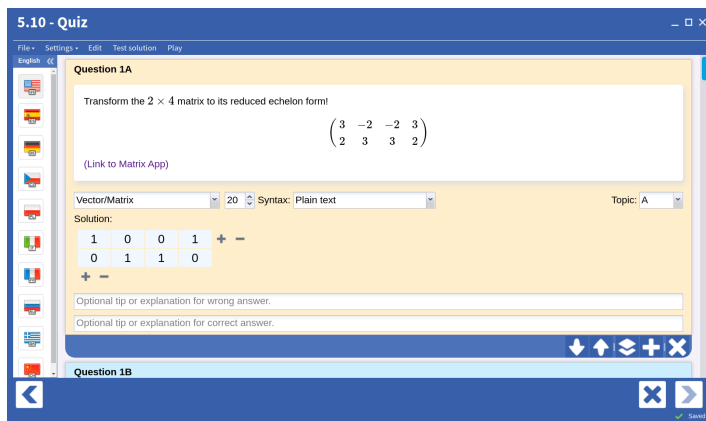 5.10 - Quiz
File Settings Edit Test solution Play
English
Question 1A
Transform the 2 × 4 matrix to its reduced echelon form!
3 −2 −2 3
2 3 3 2
(Link to Matrix App)
Vector/Matrix 20 Syntax: Plain text Topic: A
Solution:
1 0 0 1
0 1 1 0
Optional tip or explanation for wrong answer.
Optional tip or explanation for correct answer.
Question 1B
Saved